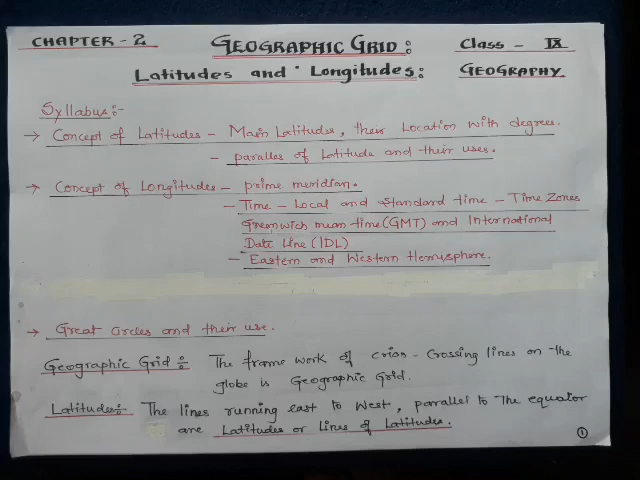 CHAPTER - 2 GEOGRAPHIC GRID: Class - IX
Latitudes and Longitudes: GEOGRAPHY
Syllabus:-
→ Concept of Latitudes - Main Latitudes, their Location with degrees.
- paralles of Latitude and their uses.
→ Concept of Longitudes - prime meridian.
- Time - Local and Standard time - Time Zones
Greenwich mean time (GMT) and International
Date Line (IDL)
- Eastern and Western Hemisphere.
→ Great circles and their use.
Geographic Grid:- The frame work of criss - Crossing lines on the
globe is Geographic Grid.
Latitudes:- The lines running east to West, parallel to the equator
are Latitudes or Lines of Latitudes.
1